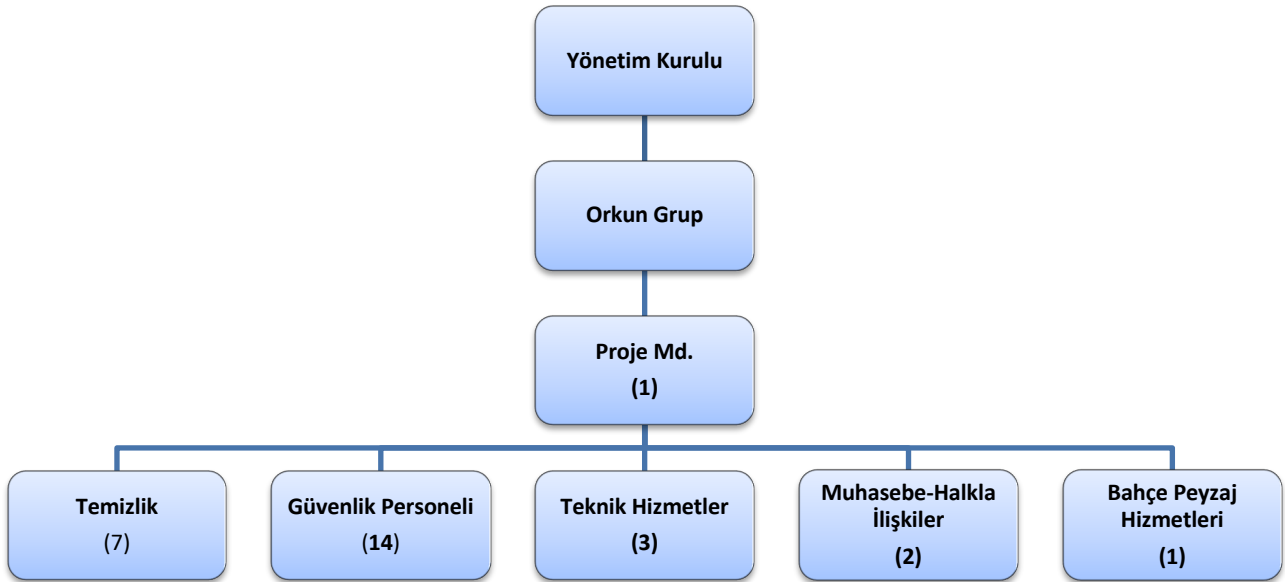 Yönetim Kurulu
Orkun Grup
Proje Md.
(1)
Temizlik
(7)
Güvenlik Personeli
(14)
Teknik Hizmetler
(3)
Muhasebe-Halkla
İlişkiler
(2)
Bahçe Peyzaj
Hizmetleri
(1)